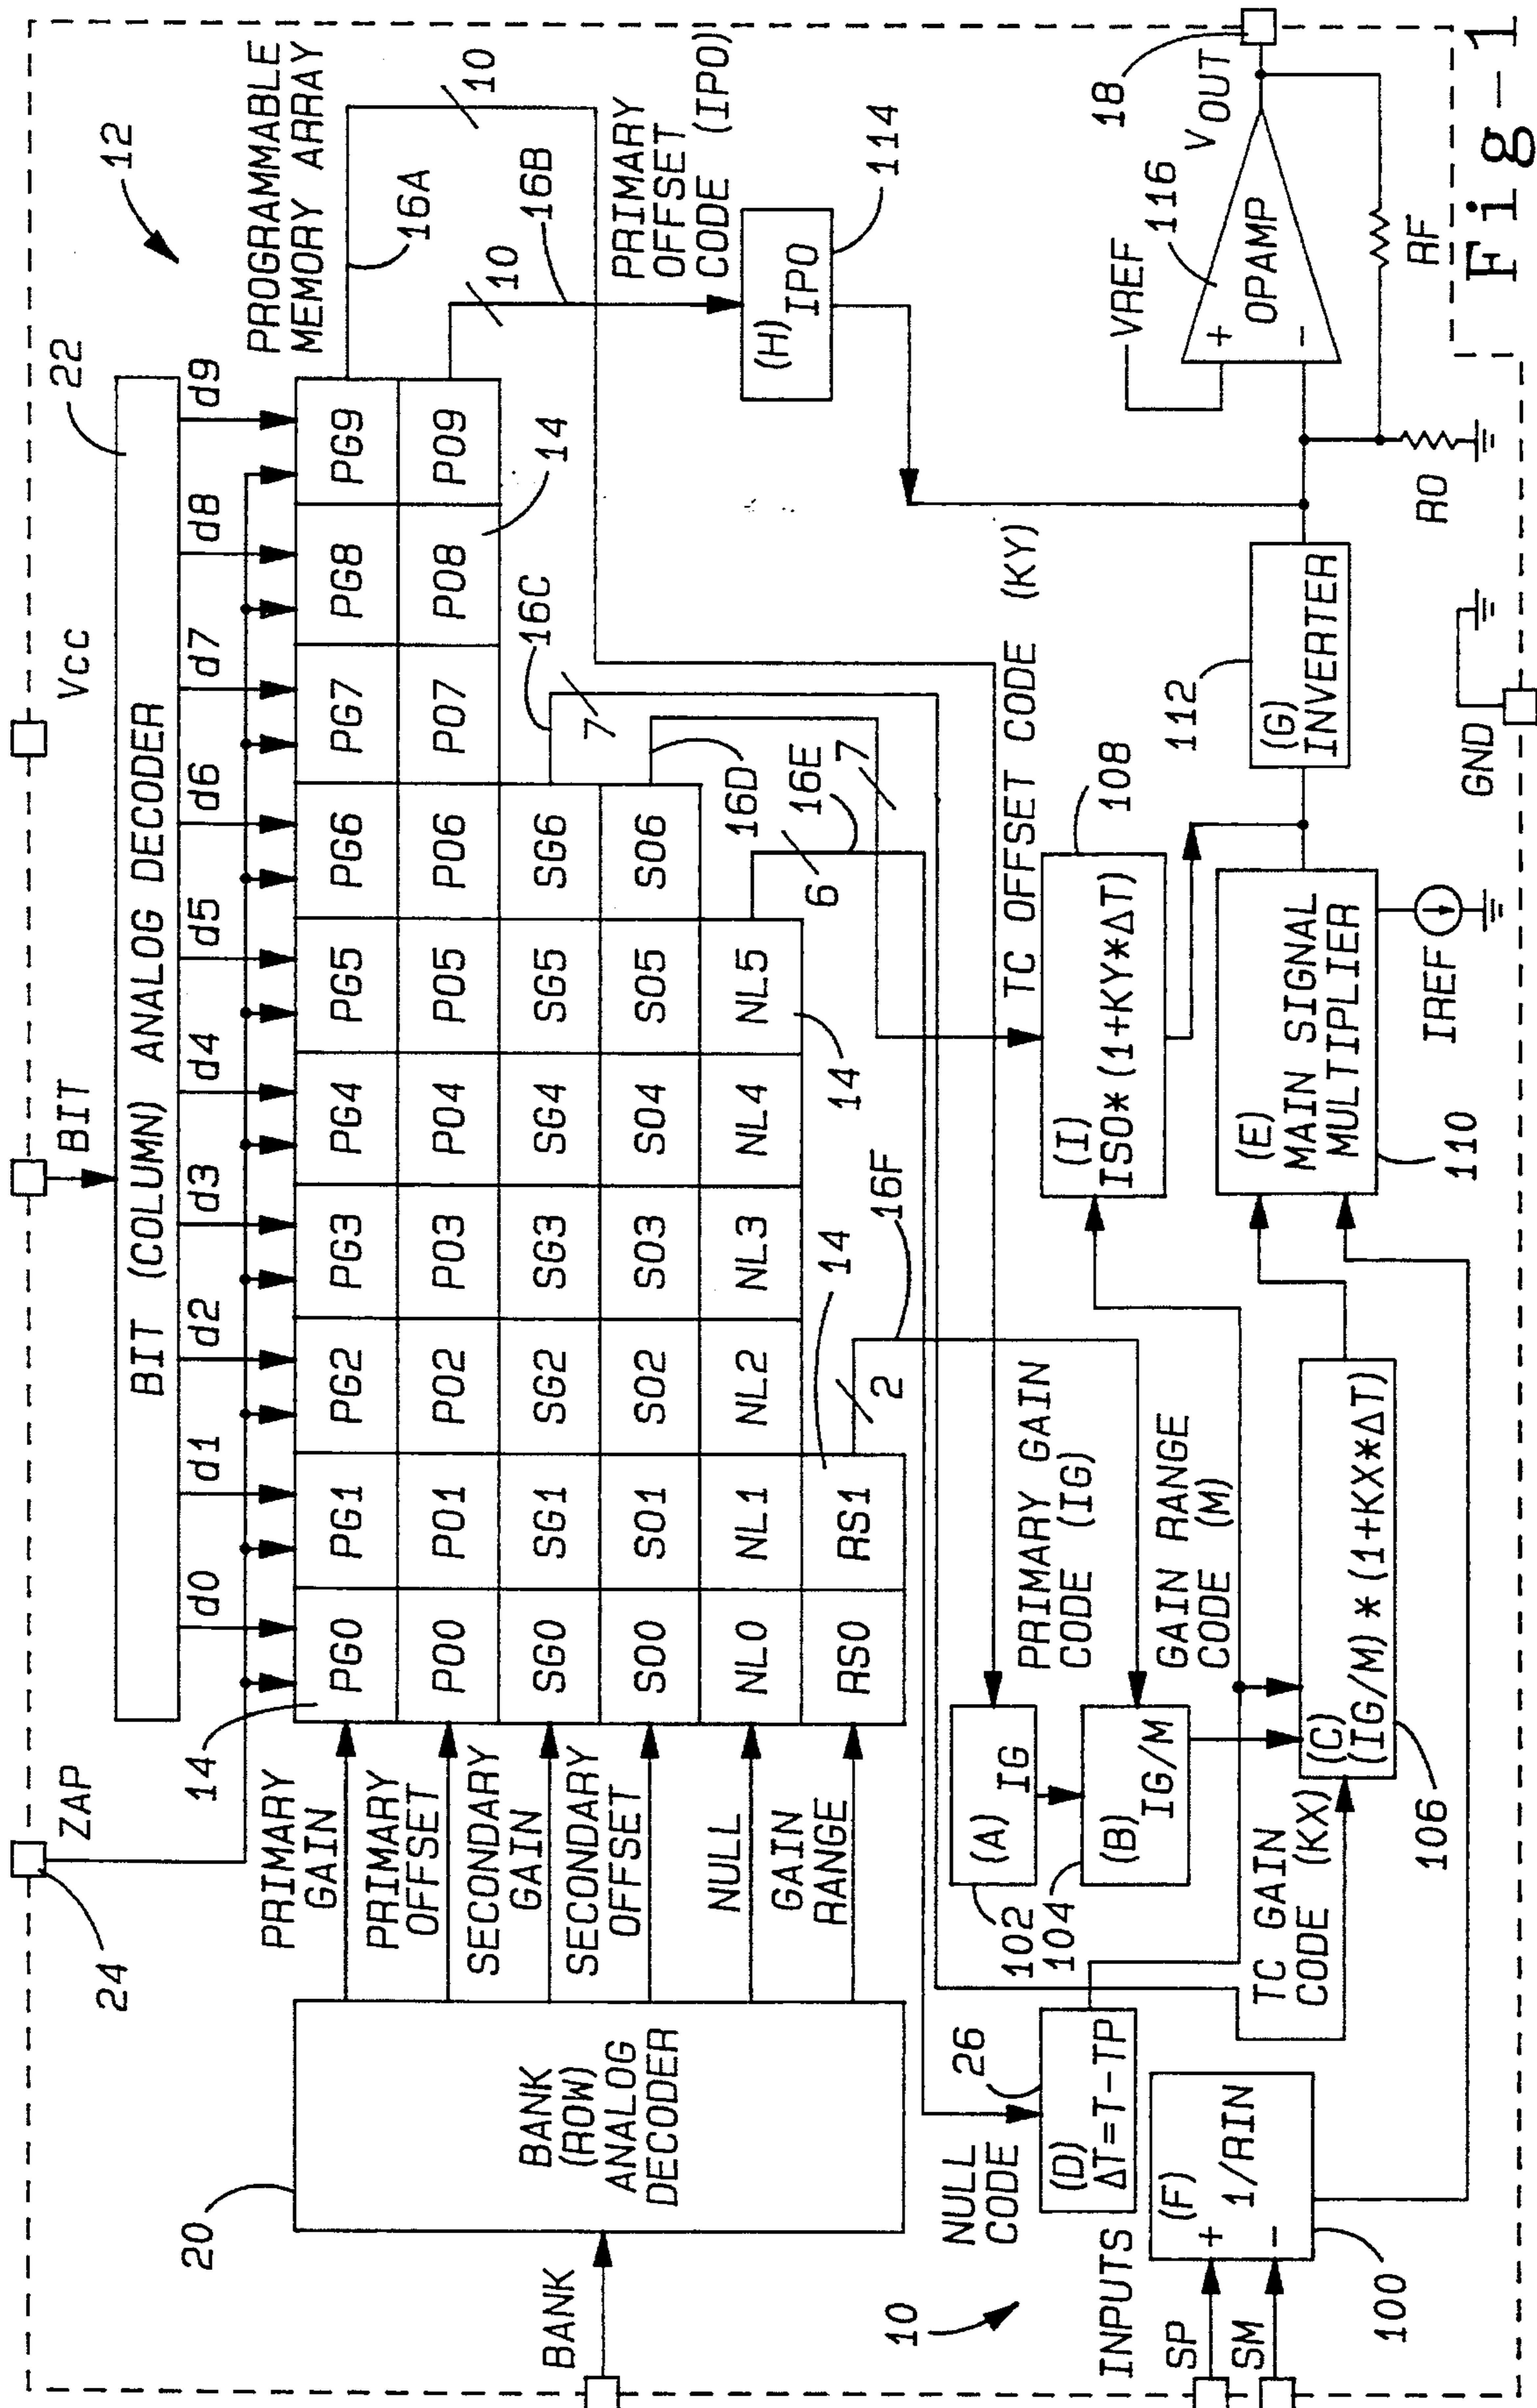 Vcc
BIT
ZAP
24
12
22
BIT (COLUMN) ANALOG DECODER
d0 d1 d2 d3 d4 d5 d6 d7 d8 d9
PROGRAMMABLE
MEMORY ARRAY
20
BANK
BANK
(ROW)
ANALOG
DECODER
PRIMARY
GAIN
PRIMARY
OFFSET
SECONDARY
GAIN
SECONDARY
OFFSET
NULL
GAIN
RANGE
14
PG0 PG1 PG2 PG3 PG4 PG5 PG6 PG7 PG8 PG9
PO0 PO1 PO2 PO3 PO4 PO5 PO6 PO7 PO8 PO9
SG0 SG1 SG2 SG3 SG4 SG5 SG6
SO0 SO1 SO2 SO3 SO4 SO5 SO6
NL0 NL1 NL2 NL3 NL4 NL5
RS0 RS1
14
14
14
16A
10
16B
10
16C
7
16D
16E
7
6
16F
2
PRIMARY
OFFSET
CODE (IPO)
(H)
IPO
114
TC OFFSET CODE (KY)
10
NULL
CODE
26
(D)
ΔT=T-TP
INPUTS
SP
SM
(F)
+
-
1/RIN
100
(A)
IG
102
(B)
IG/M
104
PRIMARY GAIN
CODE (IG)
GAIN RANGE
CODE (M)
TC GAIN
CODE (KX)
(C)
(IG/M)*(1+KX*ΔT)
106
(I)
ISO*(1+KY*ΔT)
108
(E)
MAIN SIGNAL
MULTIPLIER
110
IREF
(G)
INVERTER
112
GND
RO
RF
VREF
+
-
OPAMP
116
VOUT
18
Fig-1